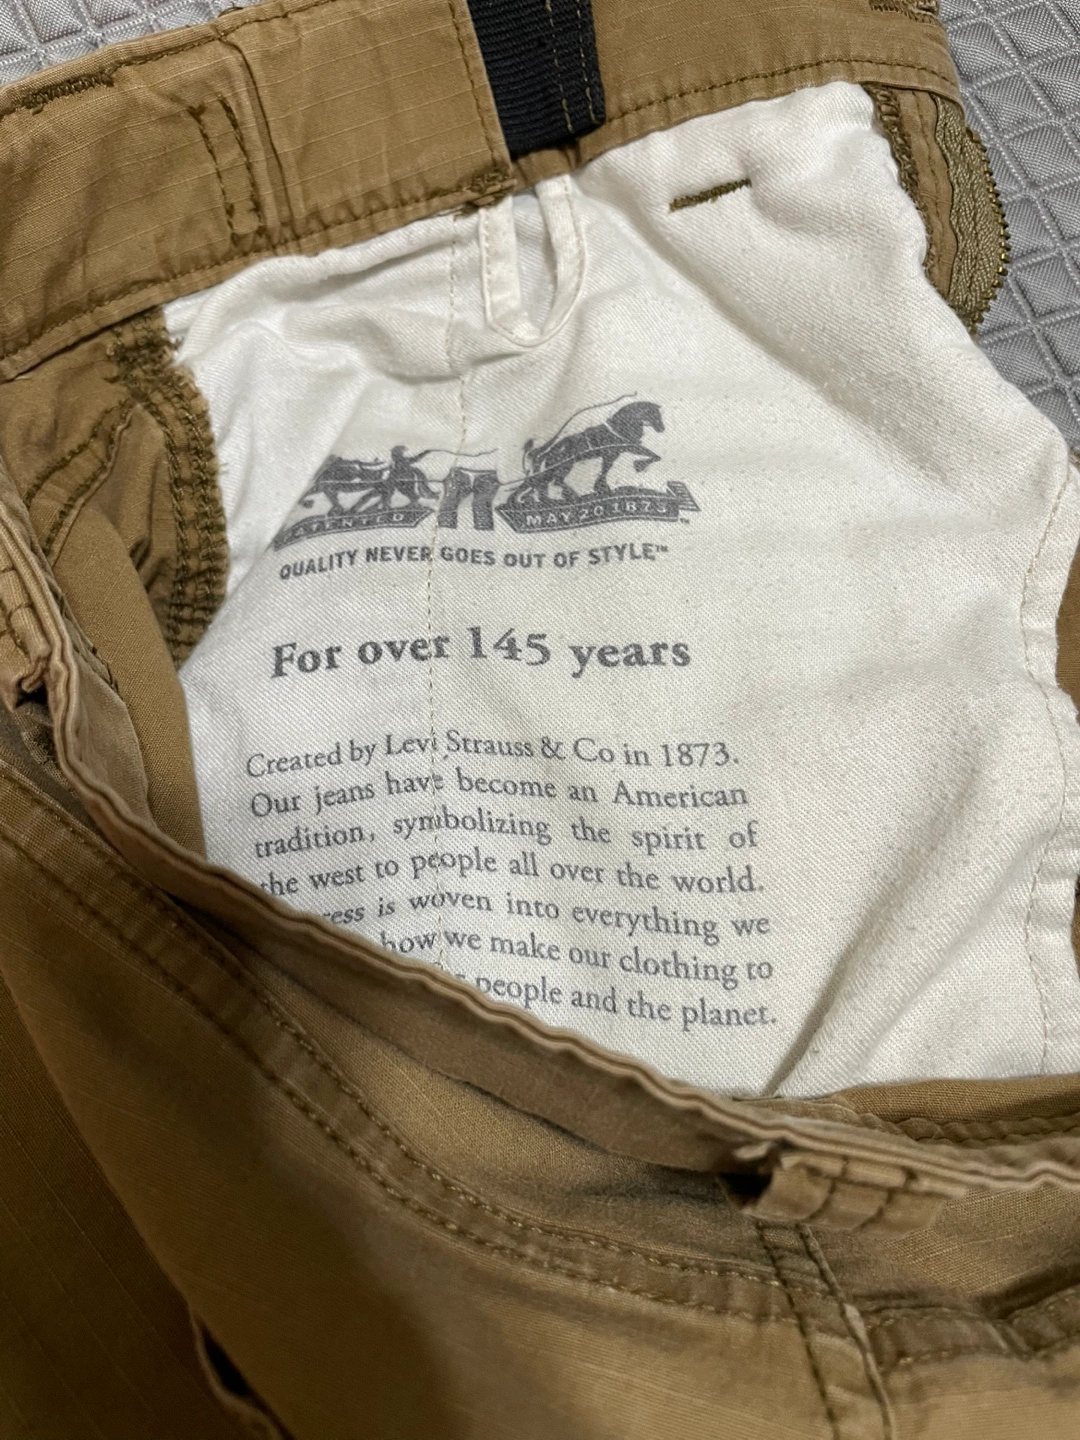 PATENTED MAY 20 1873 ™
QUALITY NEVER GOES OUT OF STYLE™
For over 145 years
Created by Levi Strauss & Co in 1873.
Our jeans have become an American
tradition, symbolizing the spirit of
the west to people all over the world.
is woven into everything we
how we make our clothing to
people and the planet.